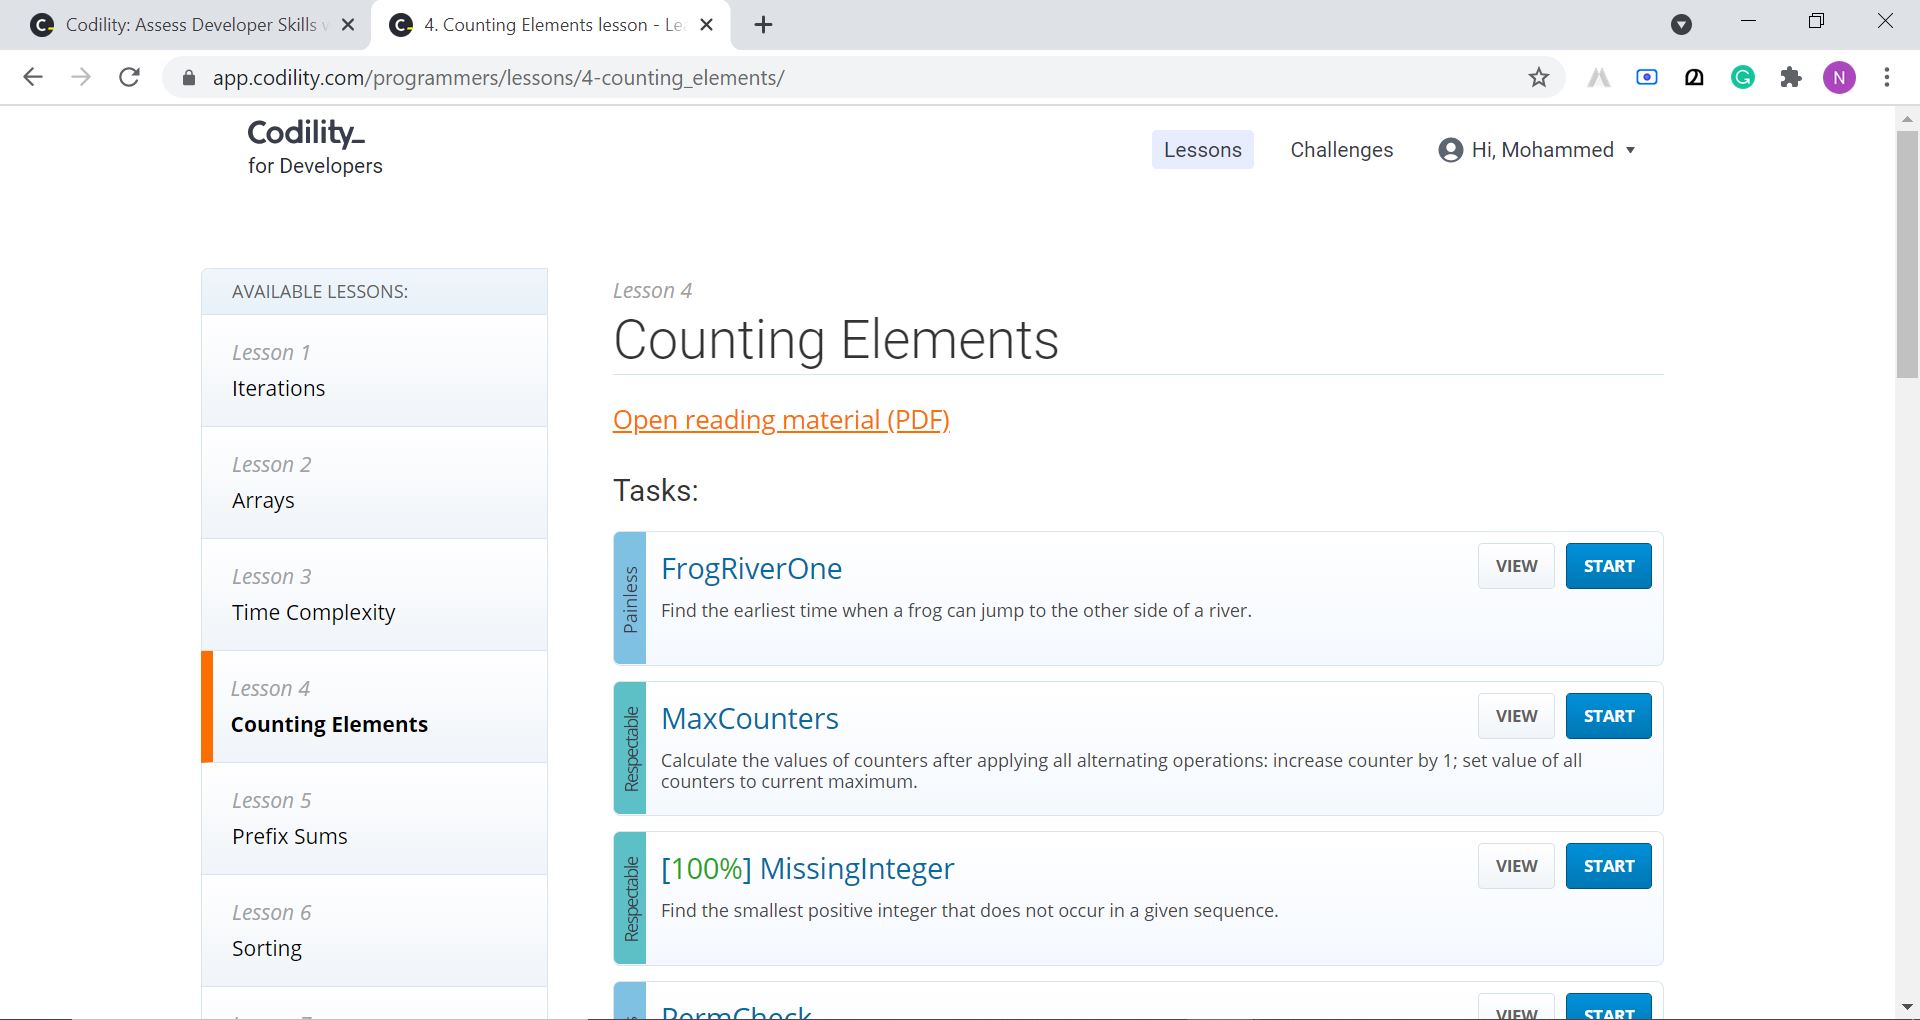 Codility: Assess Developer Skills
4. Counting Elements lesson - Le
app.codility.com/programmers/lessons/4-counting_elements/
N
Codility_
for Developers
Lessons
Challenges
Hi, Mohammed
AVAILABLE LESSONS:
Lesson 1
Iterations
Lesson 2
Arrays
Lesson 3
Time Complexity
Lesson 4
Counting Elements
Lesson 5
Prefix Sums
Lesson 6
Sorting
Lesson 4
Counting Elements
Open reading material (PDF)
Tasks:
Painless
FrogRiverOne
VIEW
START
Find the earliest time when a frog can jump to the other side of a river.
Respectable
MaxCounters
VIEW
START
Calculate the values of counters after applying all alternating operations: increase counter by 1; set value of all
counters to current maximum.
Respectable
[100%] MissingInteger
VIEW
START
Find the smallest positive integer that does not occur in a given sequence.
PermCheck
VIEW
START